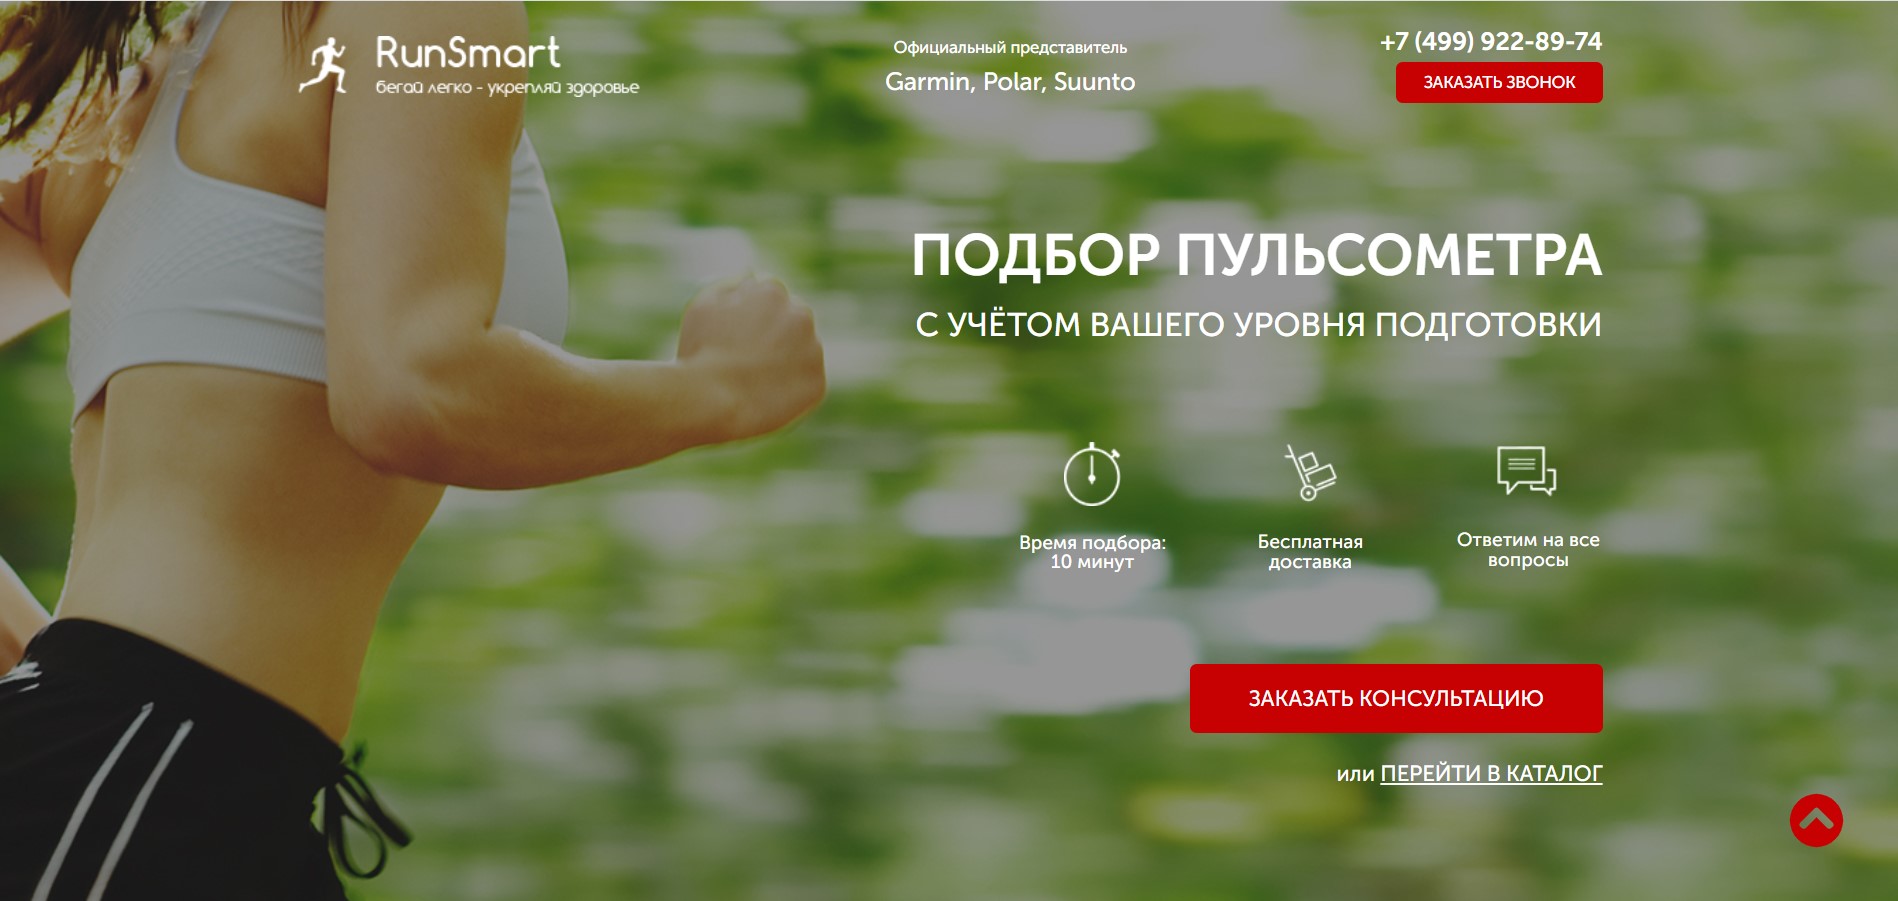 RunSmart
бегай легко - укрепляй здоровье
Официальный представитель
Garmin, Polar, Suunto
+7 (499) 922-89-74
ЗАКАЗАТЬ ЗВОНОК
ПОДБОР ПУЛЬСОМЕТРА
С УЧЁТОМ ВАШЕГО УРОВНЯ ПОДГОТОВКИ
Время подбора:
10 минут
Бесплатная
доставка
Ответим на все
вопросы
ЗАКАЗАТЬ КОНСУЛЬТАЦИЮ
или ПЕРЕЙТИ В КАТАЛОГ